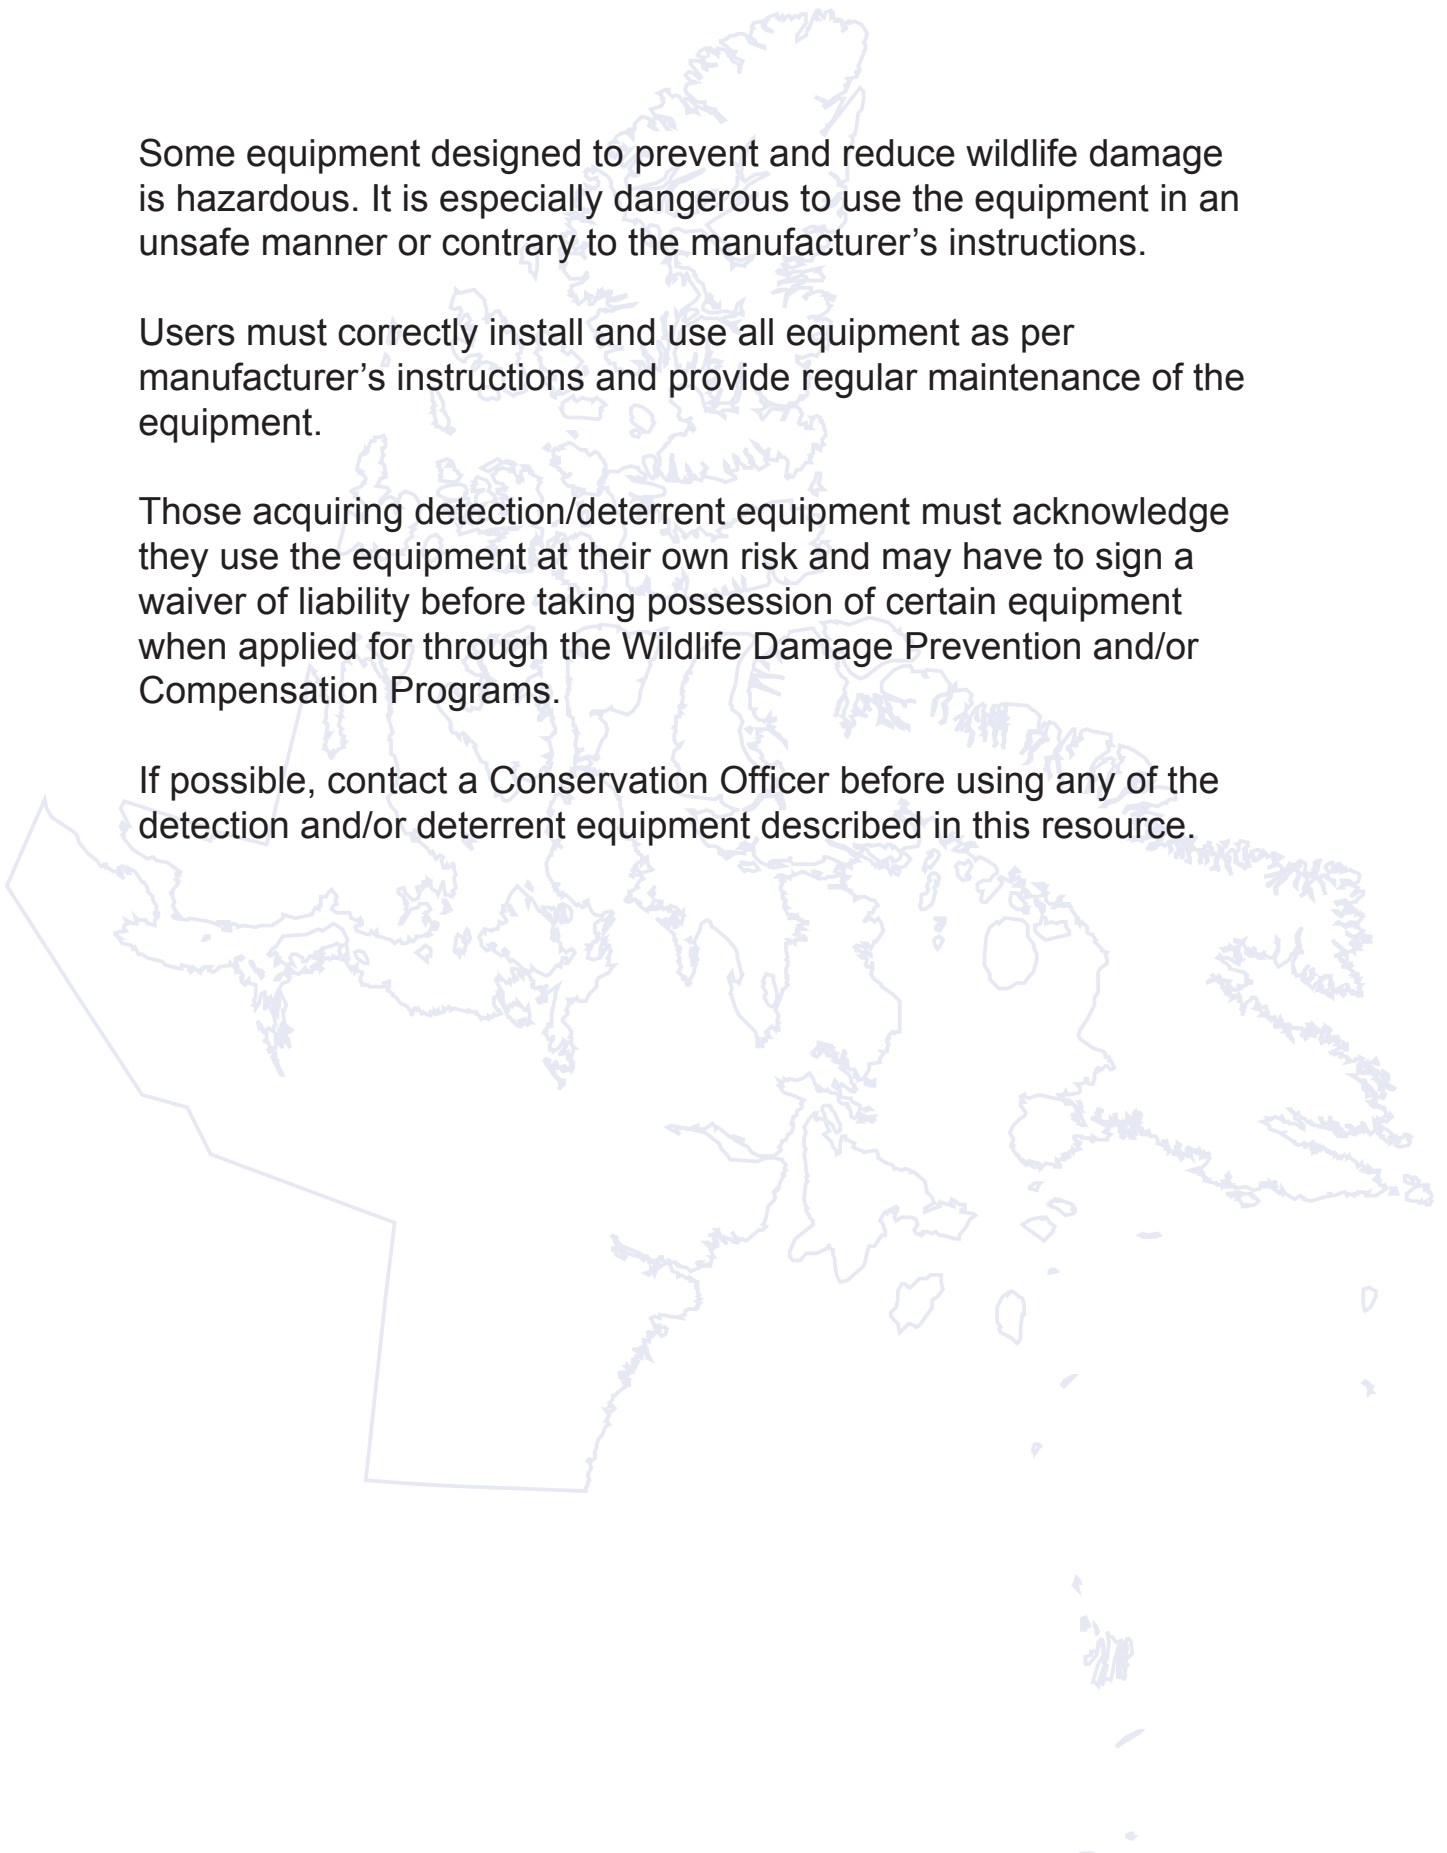 Some equipment designed to prevent and reduce wildlife damage
is hazardous. It is especially dangerous to use the equipment in an
unsafe manner or contrary to the manufacturer’s instructions.
Users must correctly install and use all equipment as per
manufacturer’s instructions and provide regular maintenance of the
equipment.
Those acquiring detection/deterrent equipment must acknowledge
they use the equipment at their own risk and may have to sign a
waiver of liability before taking possession of certain equipment
when applied for through the Wildlife Damage Prevention and/or
Compensation Programs.
If possible, contact a Conservation Officer before using any of the
detection and/or deterrent equipment described in this resource.